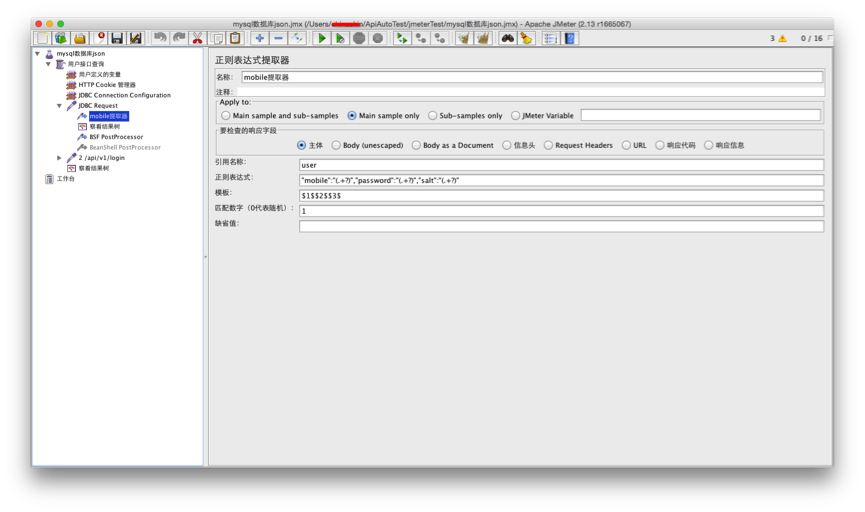 mysql数据库.jmx (/Users/ /ApiAutoTest/jmeterTest/mysql数据库json.jmx) - Apache JMeter (2.13 r1665067)
3 0 / 16
mysql数据库json
用户接口查询
用户定义的变量
HTTP Cookie 管理器
JDBC Connection Configuration
JDBC Request
mobile提取器
察看结果树
BSF PostProcessor
BeanShell PostProcessor
2 /api/v1/login
察看结果树
工作台
正则表达式提取器
名称: mobile提取器
注释:
Apply to:
Main sample and sub-samples Main sample only Sub-samples only JMeter Variable
要检查的响应字段
主体 Body (unescaped) Body as a Document 信息头 Request Headers URL 响应代码 响应信息
引用名称: user
正则表达式: "mobile":"(.+?)","password":"(.+?)","salt":"(.+?)"
模板: $1$$2$$3$
匹配数字（0代表随机）: 1
缺省值: